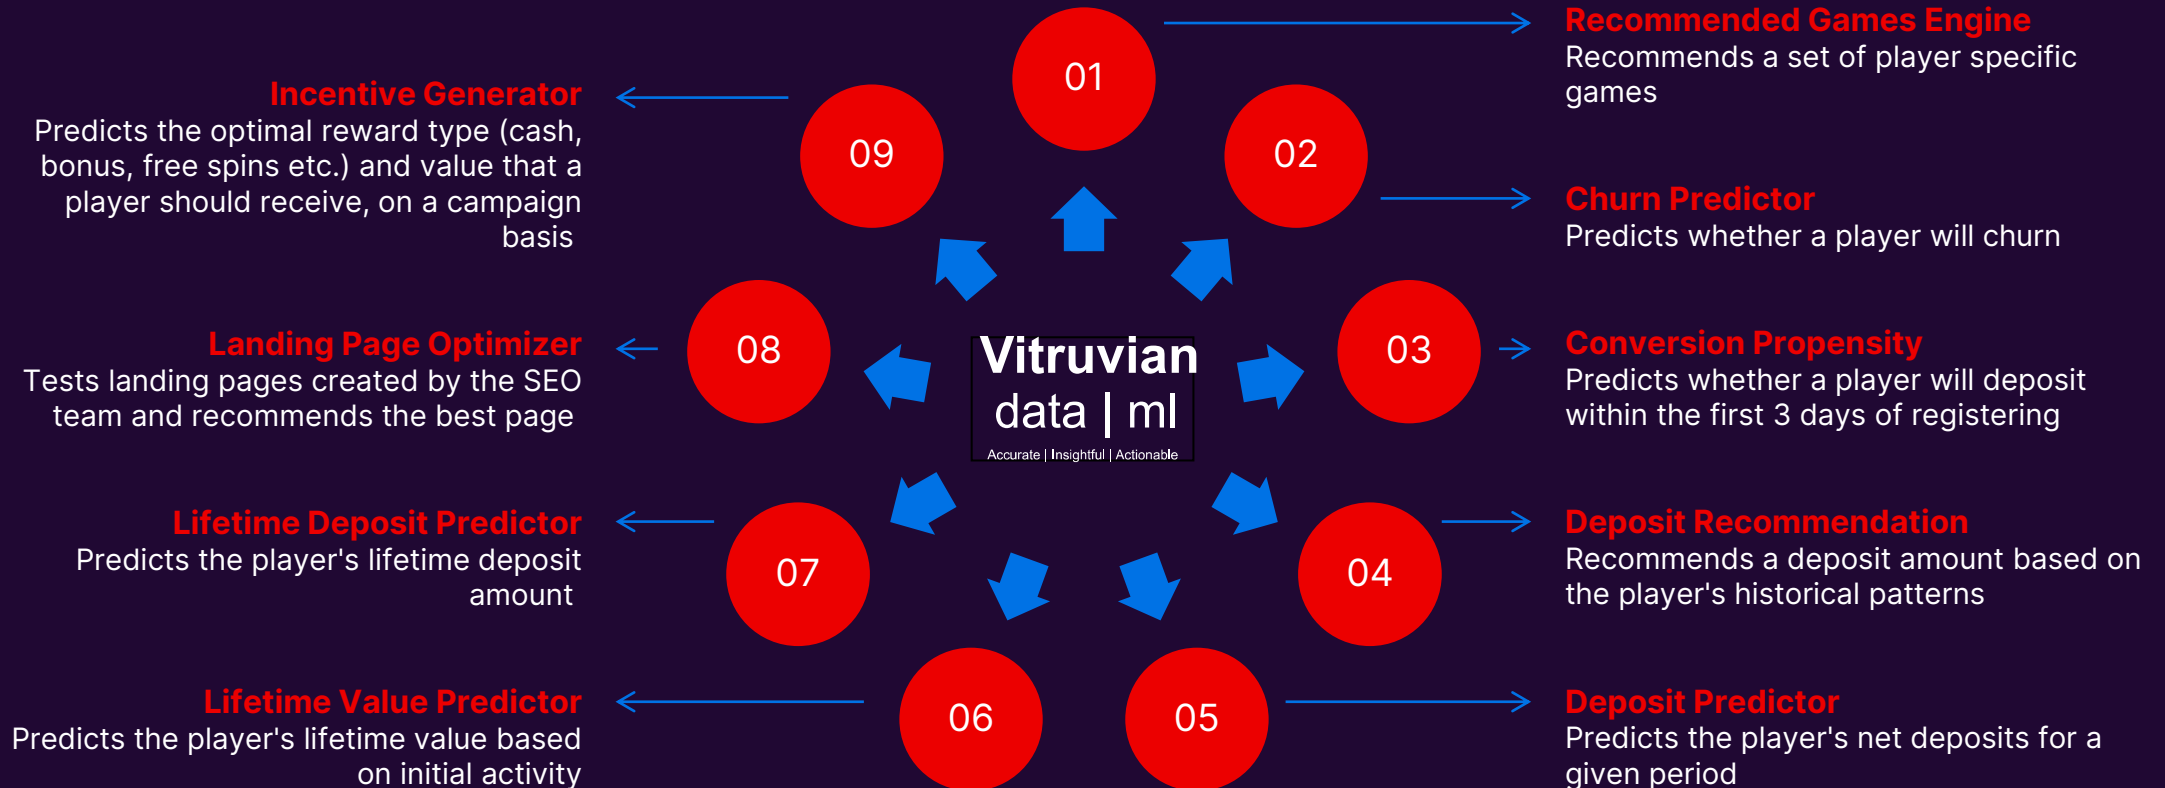 01
Recommended Games Engine
Recommends a set of player specific
games
02
Churn Predictor
Predicts whether a player will churn
03
Conversion Propensity
Predicts whether a player will deposit
within the first 3 days of registering
04
Deposit Recommendation
Recommends a deposit amount based on
the player's historical patterns
05
Deposit Predictor
Predicts the player's net deposits for a
given period
06
Lifetime Value Predictor
Predicts the player's lifetime value based
on initial activity
07
Lifetime Deposit Predictor
Predicts the player's lifetime deposit
amount
08
Landing Page Optimizer
Tests landing pages created by the SEO
team and recommends the best page
09
Incentive Generator
Predicts the optimal reward type (cash,
bonus, free spins etc.) and value that a
player should receive, on a campaign
basis
Vitruvian
data | ml
Accurate | Insightful | Actionable